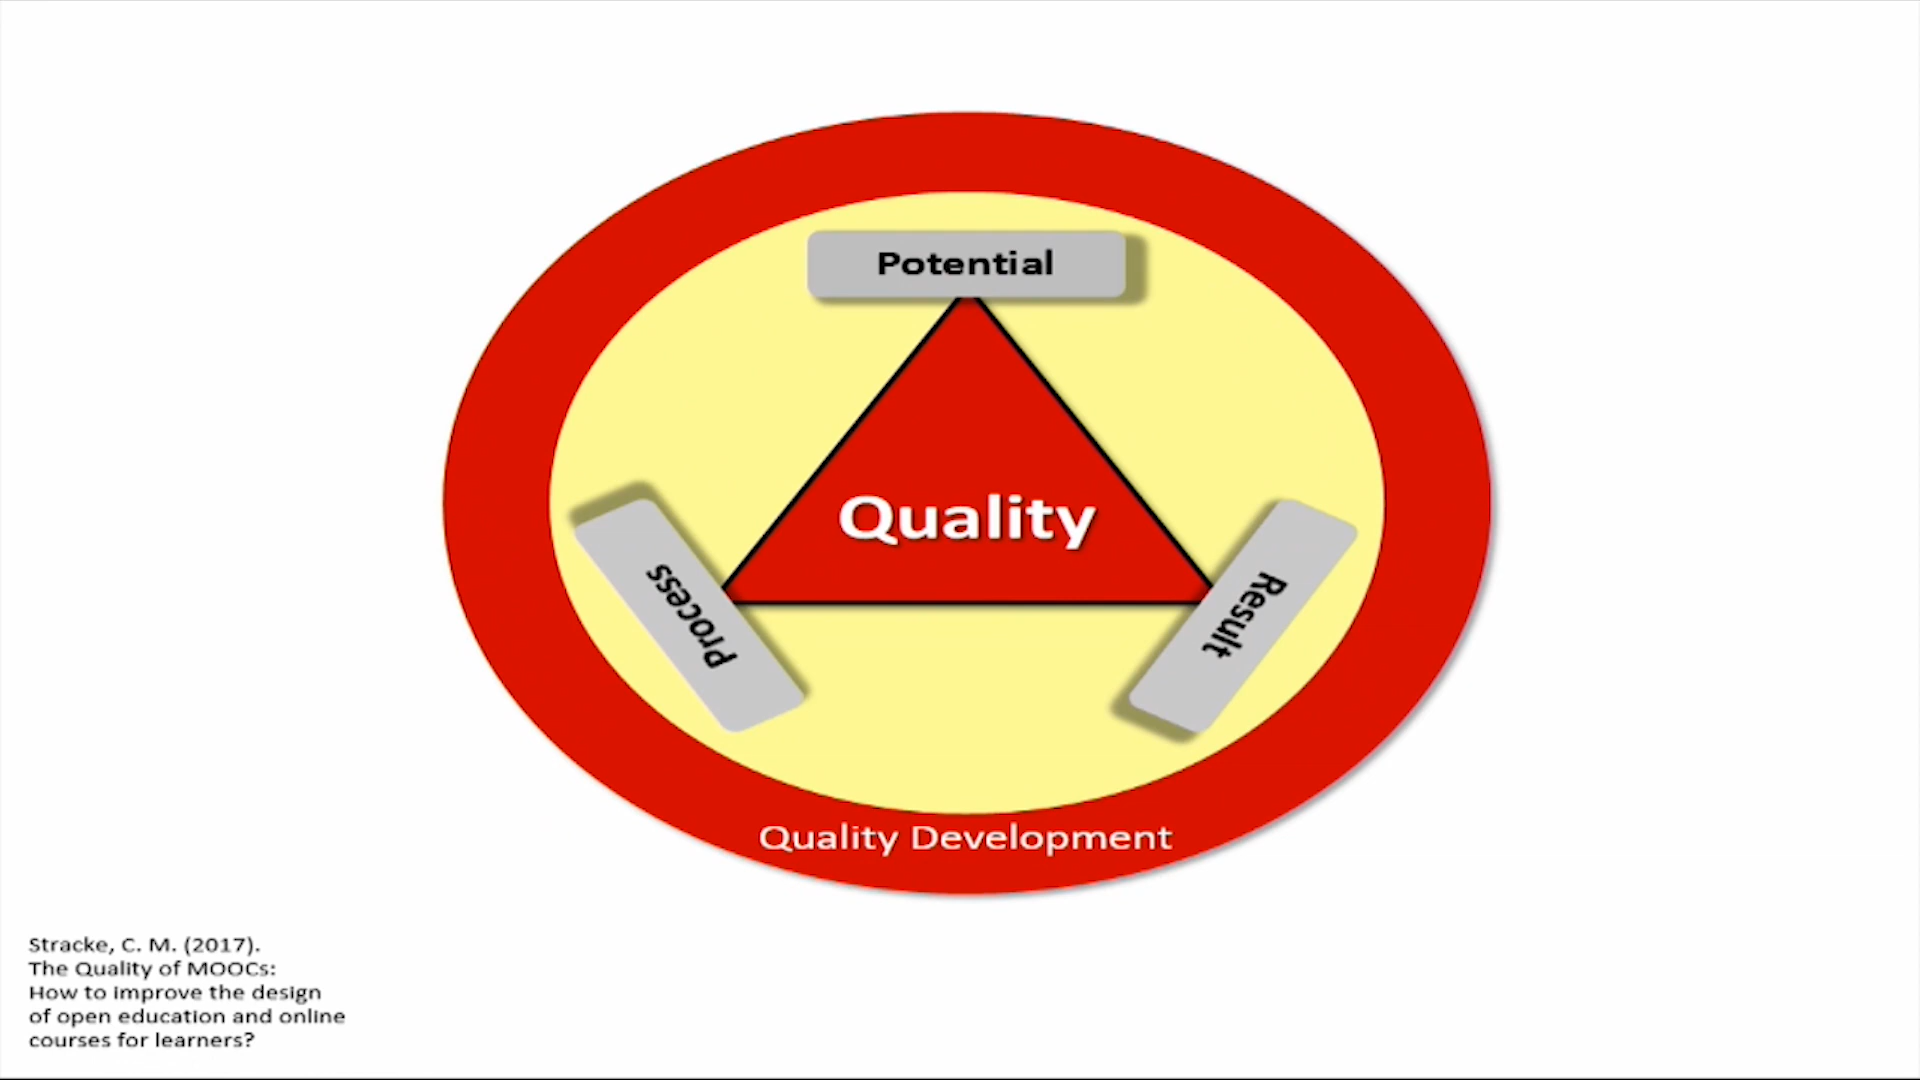 Potential
Quality
Process
Result
Quality Development
Stracke, C. M. (2017).
The Quality of MOOCs:
How to improve the design
of open education and online
courses for learners?